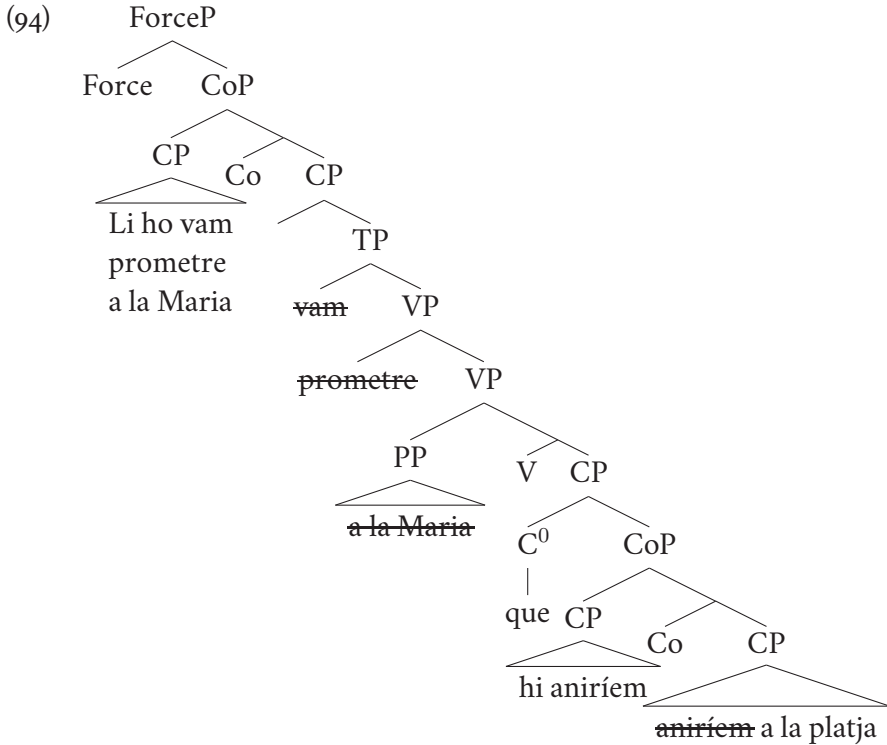 (94) ForceP
Force CoP
CP Co CP
Li ho vam
prometre
a la Maria
TP
vam VP
prometre VP
PP V CP
a la Maria
C⁰ CoP
que CP Co CP
hi aniríem
aniríem a la platja